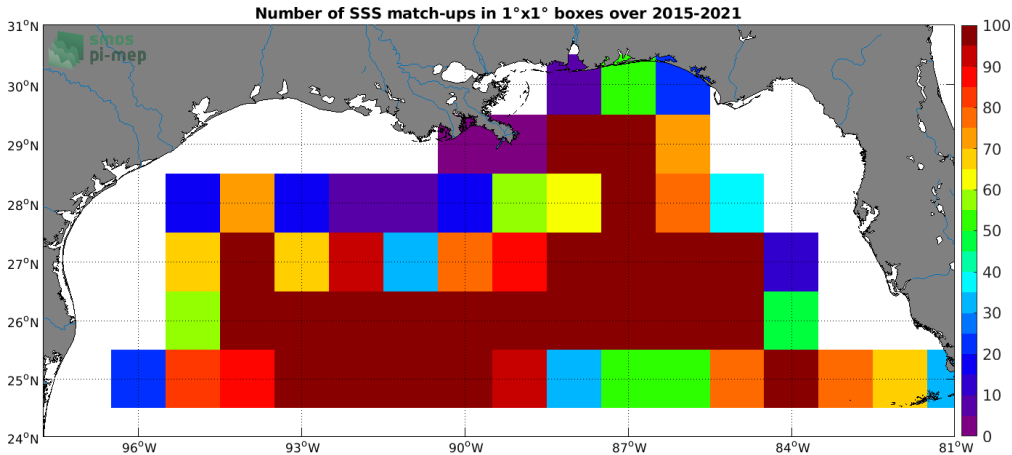 Number of SSS match-ups in 1°x1° boxes over 2015-2021
smos
pi-mep
31°N
30°N
29°N
28°N
27°N
26°N
25°N
24°N
96°W
93°W
90°W
87°W
84°W
81°W
100
90
80
70
60
50
40
30
20
10
0